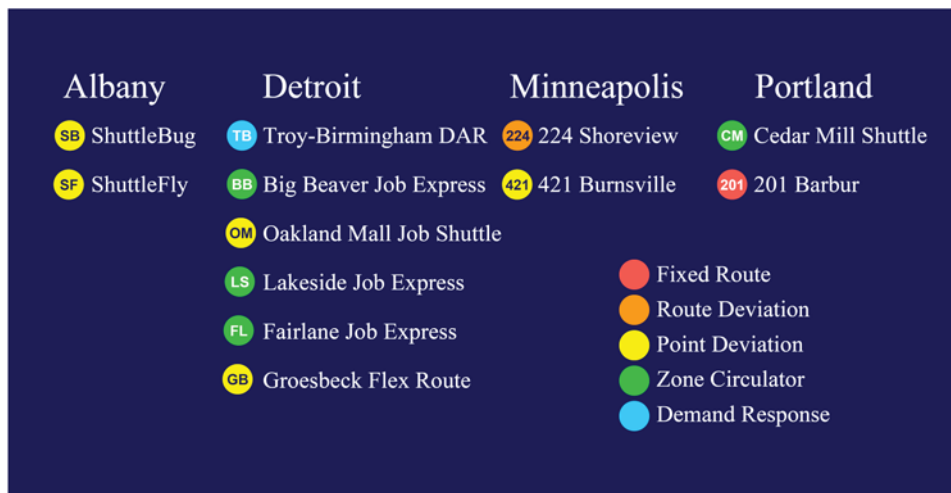 Albany
SB ShuttleBug
SF ShuttleFly
Detroit
TB Troy-Birmingham DAR
BB Big Beaver Job Express
OM Oakland Mall Job Shuttle
LS Lakeside Job Express
FL Fairlane Job Express
GB Groesbeck Flex Route
Minneapolis
224 224 Shoreview
421 421 Burnsville
Portland
CM Cedar Mill Shuttle
201 201 Barbur
Fixed Route
Route Deviation
Point Deviation
Zone Circulator
Demand Response